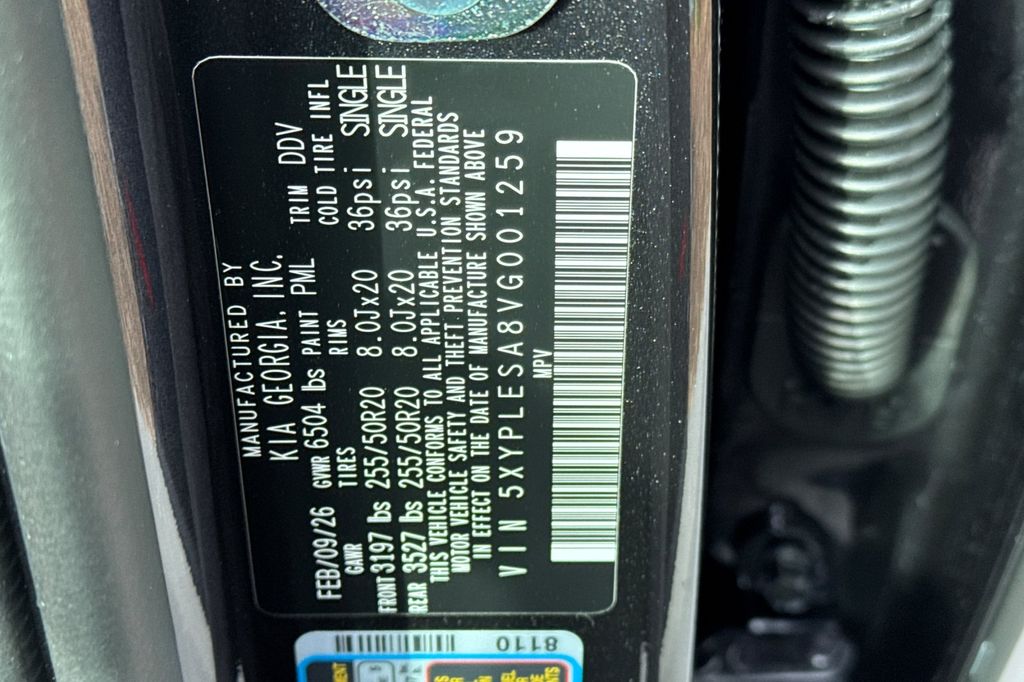 MANUFACTURED BY
KIA GEORGIA, INC.
FEB/09/26 GVWR 6504 lbs PAINT PML TRIM DDV
GAWR TIRES RIMS COLD TIRE INFL
FRONT 3197 lbs 255/50R20 8.0Jx20 36psi SINGLE
REAR 3527 lbs 255/50R20 8.0Jx20 36psi SINGLE
THIS VEHICLE CONFORMS TO ALL APPLICABLE U.S.A. FEDERAL
MOTOR VEHICLE SAFETY AND THEFT PREVENTION STANDARDS
IN EFFECT ON THE DATE OF MANUFACTURE SHOWN ABOVE
VIN 5XYPLESA8VG001259
MPV
8110